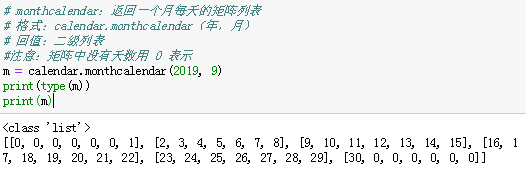 # monthcalendar: 返回一个月每天的矩阵列表
# 格式: calendar.monthcalendar(年，月)
# 回值: 二级列表
#注意: 矩阵中没有天数用 0 表示
m = calendar.monthcalendar(2019, 9)
print(type(m))
print(m)
<class 'list'>
[[0, 0, 0, 0, 0, 0, 1], [2, 3, 4, 5, 6, 7, 8], [9, 10, 11, 12, 13, 14, 15], [16, 1
7, 18, 19, 20, 21, 22], [23, 24, 25, 26, 27, 28, 29], [30, 0, 0, 0, 0, 0, 0]]